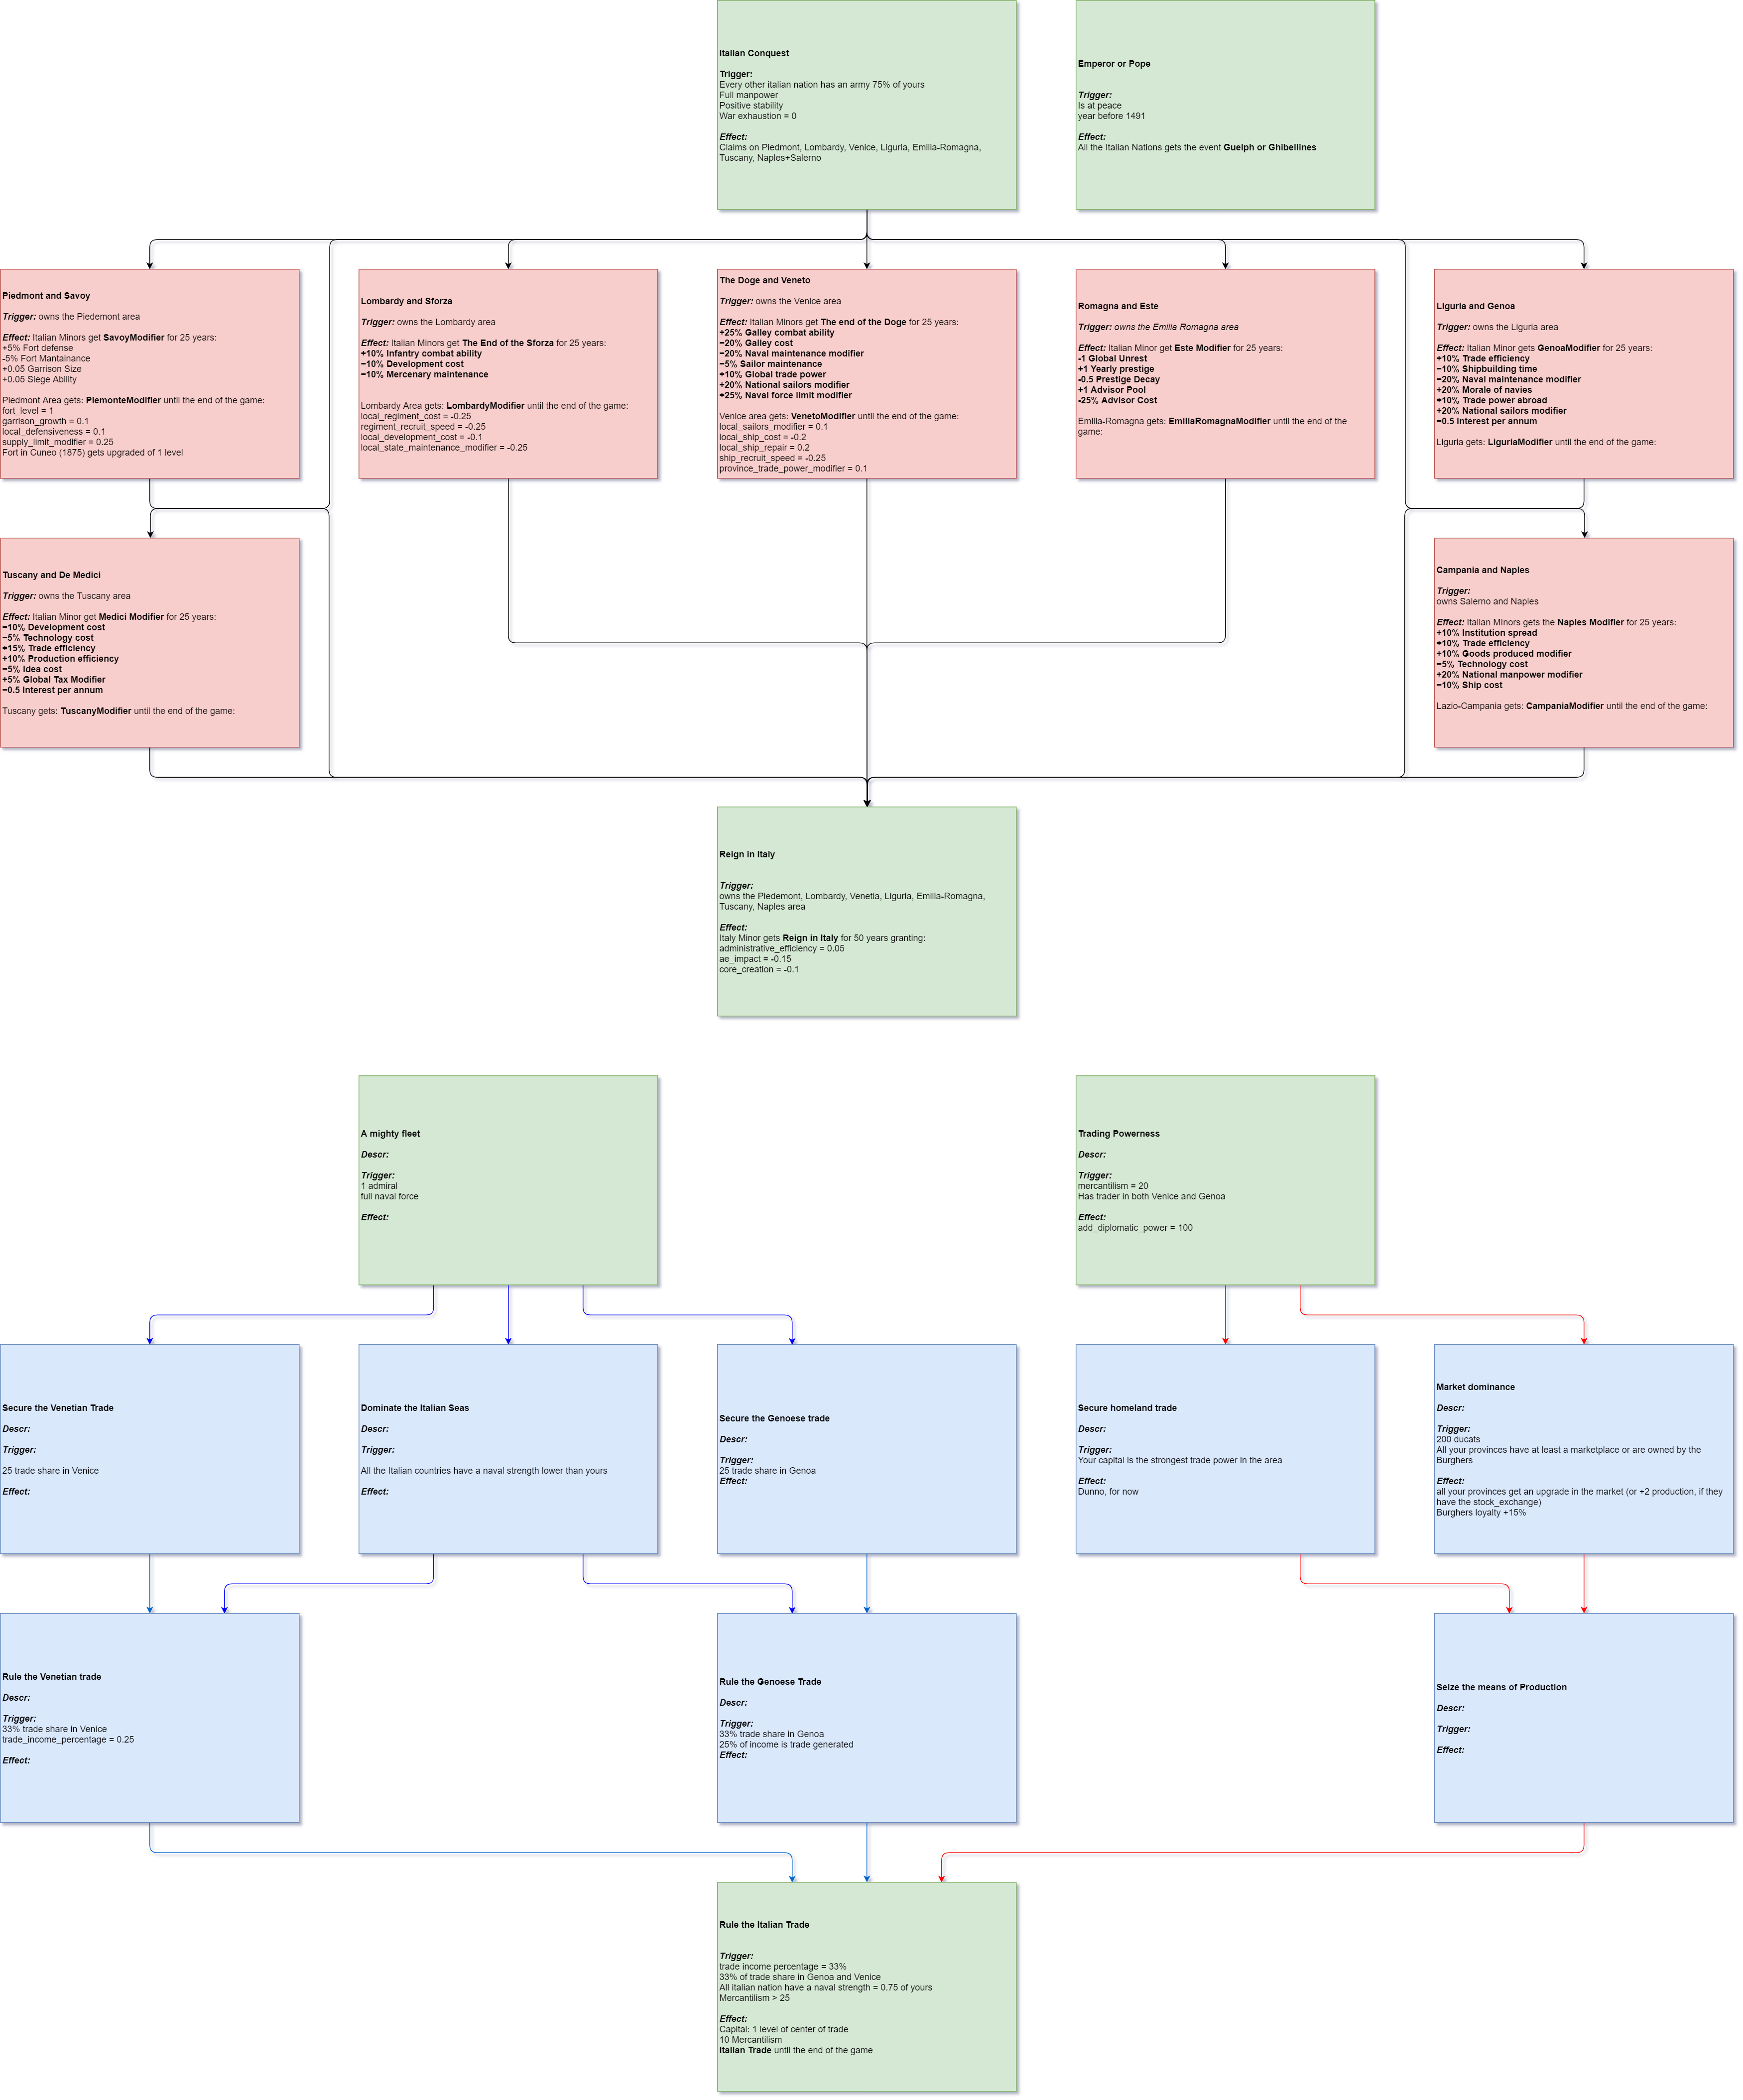 Italian Conquest
Trigger:
Every other italian nation has an army 75% of yours
Full manpower
Positive stability
War exhaustion = 0
Effect:
Claims on Piedmont, Lombardy, Venice, Liguria, Emilia-Romagna,
Tuscany, Naples+Salerno
Emperor or Pope
Trigger:
Is at peace
year before 1491
Effect:
All the Italian Nations gets the event Guelph or Ghibellines
Piedmont and Savoy
Trigger: owns the Piedemont area
Effect: Italian Minors get SavoyModifier for 25 years:
+5% Fort defense
-5% Fort Mantainance
+0.05 Garrison Size
+0.05 Siege Ability
Piedmont Area gets: PiemonteModifier until the end of the game:
fort_level = 1
garrison_growth = 0.1
local_defensiveness = 0.1
supply_limit_modifier = 0.25
Fort in Cuneo (1875) gets upgraded of 1 level
Lombardy and Sforza
Trigger: owns the Lombardy area
Effect: Italian Minors get The End of the Sforza for 25 years:
+10% Infantry combat ability
−10% Development cost
−10% Mercenary maintenance
Lombardy Area gets: LombardyModifier until the end of the game:
local_regiment_cost = -0.25
regiment_recruit_speed = -0.25
local_development_cost = -0.1
local_state_maintenance_modifier = -0.25
The Doge and Veneto
Trigger: owns the Venice area
Effect: Italian Minors get The end of the Doge for 25 years:
+25% Galley combat ability
−20% Galley cost
−20% Naval maintenance modifier
−5% Sailor maintenance
+10% Global trade power
+20% National sailors modifier
+25% Naval force limit modifier
Venice area gets: VenetoModifier until the end of the game:
local_sailors_modifier = 0.1
local_ship_cost = -0.2
local_ship_repair = 0.2
ship_recruit_speed = -0.25
province_trade_power_modifier = 0.1
Romagna and Este
Trigger: owns the Emilia Romagna area
Effect: Italian Minor get Este Modifier for 25 years:
-1 Global Unrest
+1 Yearly prestige
-0.5 Prestige Decay
+1 Advisor Pool
-25% Advisor Cost
Emilia-Romagna gets: EmiliaRomagnaModifier until the end of the
game:
Liguria and Genoa
Trigger: owns the Liguria area
Effect: Italian Minor gets GenoaModifier for 25 years:
+10% Trade efficiency
−10% Shipbuilding time
−20% Naval maintenance modifier
+20% Morale of navies
+10% Trade power abroad
+20% National sailors modifier
−0.5 Interest per annum
Liguria gets: LiguriaModifier until the end of the game:
Tuscany and De Medici
Trigger: owns the Tuscany area
Effect: Italian Minor get Medici Modifier for 25 years:
−10% Development cost
−5% Technology cost
+15% Trade efficiency
+10% Production efficiency
−5% Idea cost
+5% Global Tax Modifier
−0.5 Interest per annum
Tuscany gets: TuscanyModifier until the end of the game:
Campania and Naples
Trigger:
owns Salerno and Naples
Effect: Italian MInors gets the Naples Modifier for 25 years:
+10% Institution spread
+10% Trade efficiency
+10% Goods produced modifier
−5% Technology cost
+20% National manpower modifier
−10% Ship cost
Lazio-Campania gets: CampaniaModifier until the end of the game:
Reign in Italy
Trigger:
owns the Piedemont, Lombardy, Venetia, Liguria, Emilia-Romagna,
Tuscany, Naples area
Effect:
Italy Minor gets Reign in Italy for 50 years granting:
administrative_efficiency = 0.05
ae_impact = -0.15
core_creation = -0.1
A mighty fleet
Descr:
Trigger:
1 admiral
full naval force
Effect:
Trading Powerness
Descr:
Trigger:
mercantilism = 20
Has trader in both Venice and Genoa
Effect:
add_diplomatic_power = 100
Secure the Venetian Trade
Descr:
Trigger:
25 trade share in Venice
Effect:
Dominate the Italian Seas
Descr:
Trigger:
All the Italian countries have a naval strength lower than yours
Effect:
Secure the Genoese trade
Descr:
Trigger:
25 trade share in Genoa
Effect:
Secure homeland trade
Descr:
Trigger:
Your capital is the strongest trade power in the area
Effect:
Dunno, for now
Market dominance
Descr:
Trigger:
200 ducats
All your provinces have at least a marketplace or are owned by the
Burghers
Effect:
all your provinces get an upgrade in the market (or +2 production, if they
have the stock_exchange)
Burghers loyalty +15%
Rule the Venetian trade
Descr:
Trigger:
33% trade share in Venice
trade_income_percentage = 0.25
Effect:
Rule the Genoese Trade
Descr:
Trigger:
33% trade share in Genoa
25% of income is trade generated
Effect:
Seize the means of Production
Descr:
Trigger:
Effect:
Rule the Italian Trade
Trigger:
trade income percentage = 33%
33% of trade share in Genoa and Venice
All italian nation have a naval strength = 0.75 of yours
Mercantilism > 25
Effect:
Capital: 1 level of center of trade
10 Mercantilism
Italian Trade until the end of the game